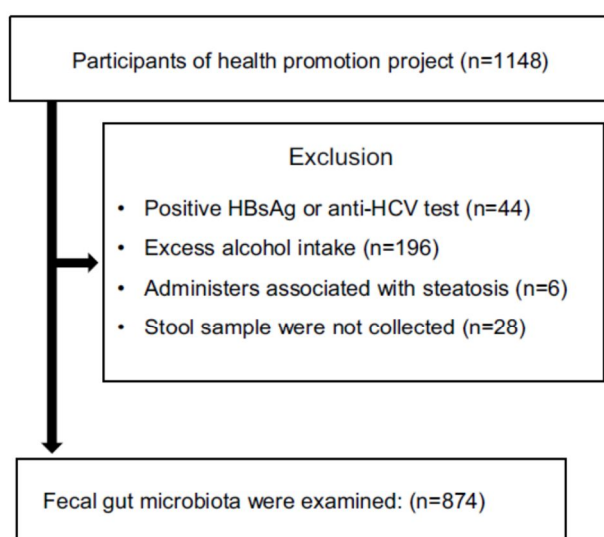 Participants of health promotion project (n=1148)
Exclusion
• Positive HBsAg or anti-HCV test (n=44)
• Excess alcohol intake (n=196)
• Administers associated with steatosis (n=6)
• Stool sample were not collected (n=28)
Fecal gut microbiota were examined: (n=874)